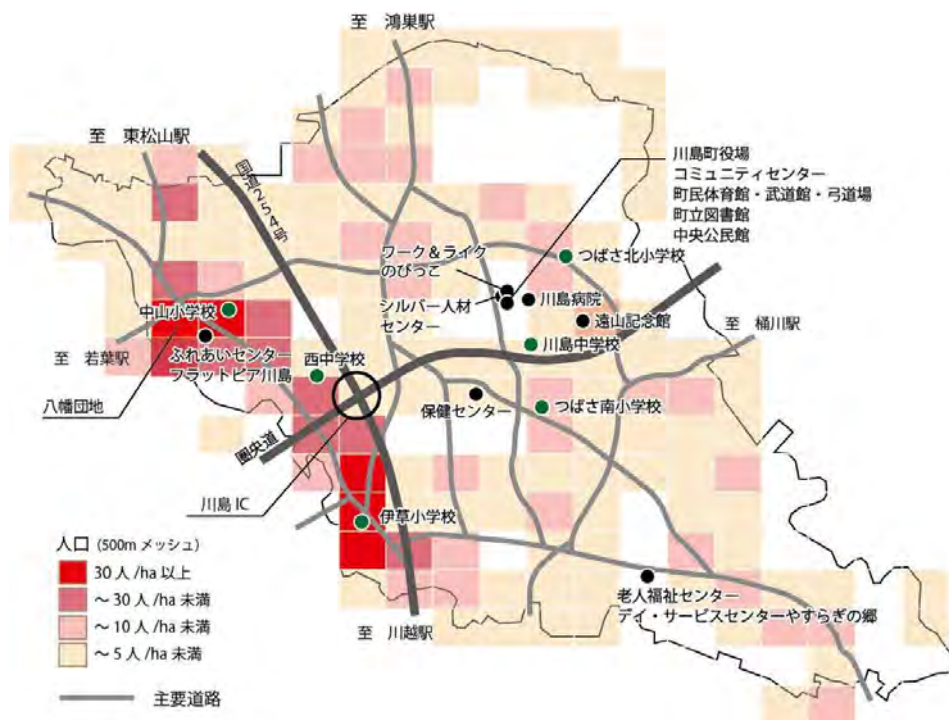 至 鴻巣駅
至 東松山駅
国道254号
川島町役場
コミュニティセンター
町民体育館・武道館・弓道場
町立図書館
中央公民館
ワーク&ライク
のびっこ
つばさ北小学校
シルバー人材
センター
川島病院
遠山記念館
中山小学校
至 桶川駅
至 若葉駅
ふれあいセンター
フラットピア川島
西中学校
川島中学校
八幡団地
保健センター
つばさ南小学校
圏央道
川島IC
伊草小学校
人口 (500mメッシュ)
30人/ha以上
~30人/ha未満
~10人/ha未満
~5人/ha未満
主要道路
老人福祉センター
デイ・サービスセンターやすらぎの郷
至 川越駅